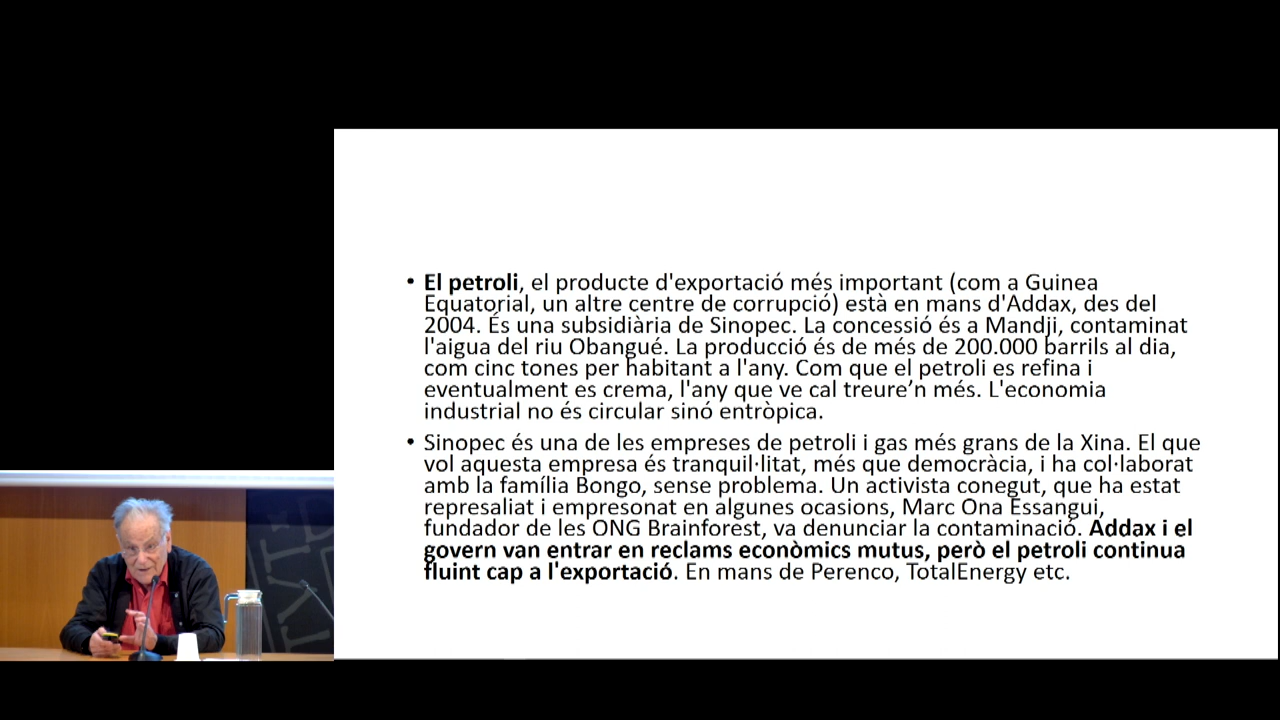 • El petroli, el producte d'exportació més important (com a Guinea
Equatorial, un altre centre de corrupció) està en mans d'Addax, des del
2004. És una subsidiària de Sinopec. La concessió és a Mandji, contaminat
l'aigua del riu Obangué. La producció és de més de 200.000 barrils al dia,
com cinc tones per habitant a l'any. Com que el petroli es refina i
eventualment es crema, l'any que ve cal treure’n més. L'economia
industrial no és circular sinó entròpica.
• Sinopec és una de les empreses de petroli i gas més grans de la Xina. El que
vol aquesta empresa és tranquil·litat, més que democràcia, i ha col·laborat
amb la família Bongo, sense problema. Un activista conegut, que ha estat
represaliat i empresonat en algunes ocasions, Marc Ona Essangui,
fundador de les ONG Brainforest, va denunciar la contaminació. Addax i el
govern van entrar en reclams econòmics mutus, però el petroli continua
fluint cap a l'exportació. En mans de Perenco, TotalEnergy etc.